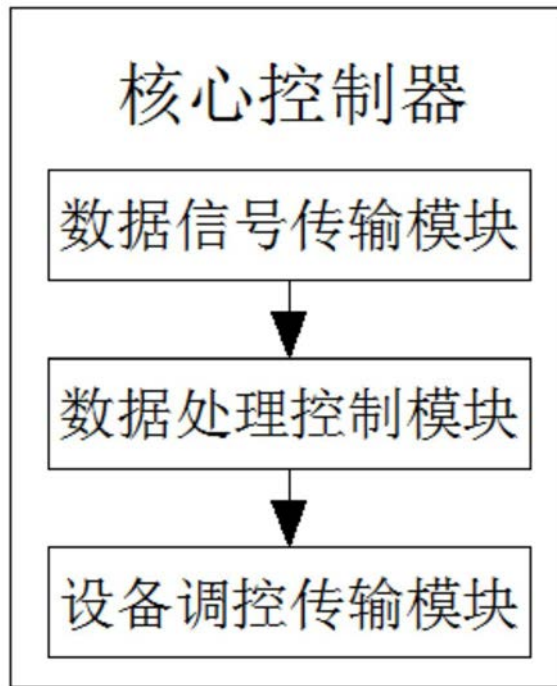 核心控制器
数据信号传输模块
数据处理控制模块
设备调控传输模块